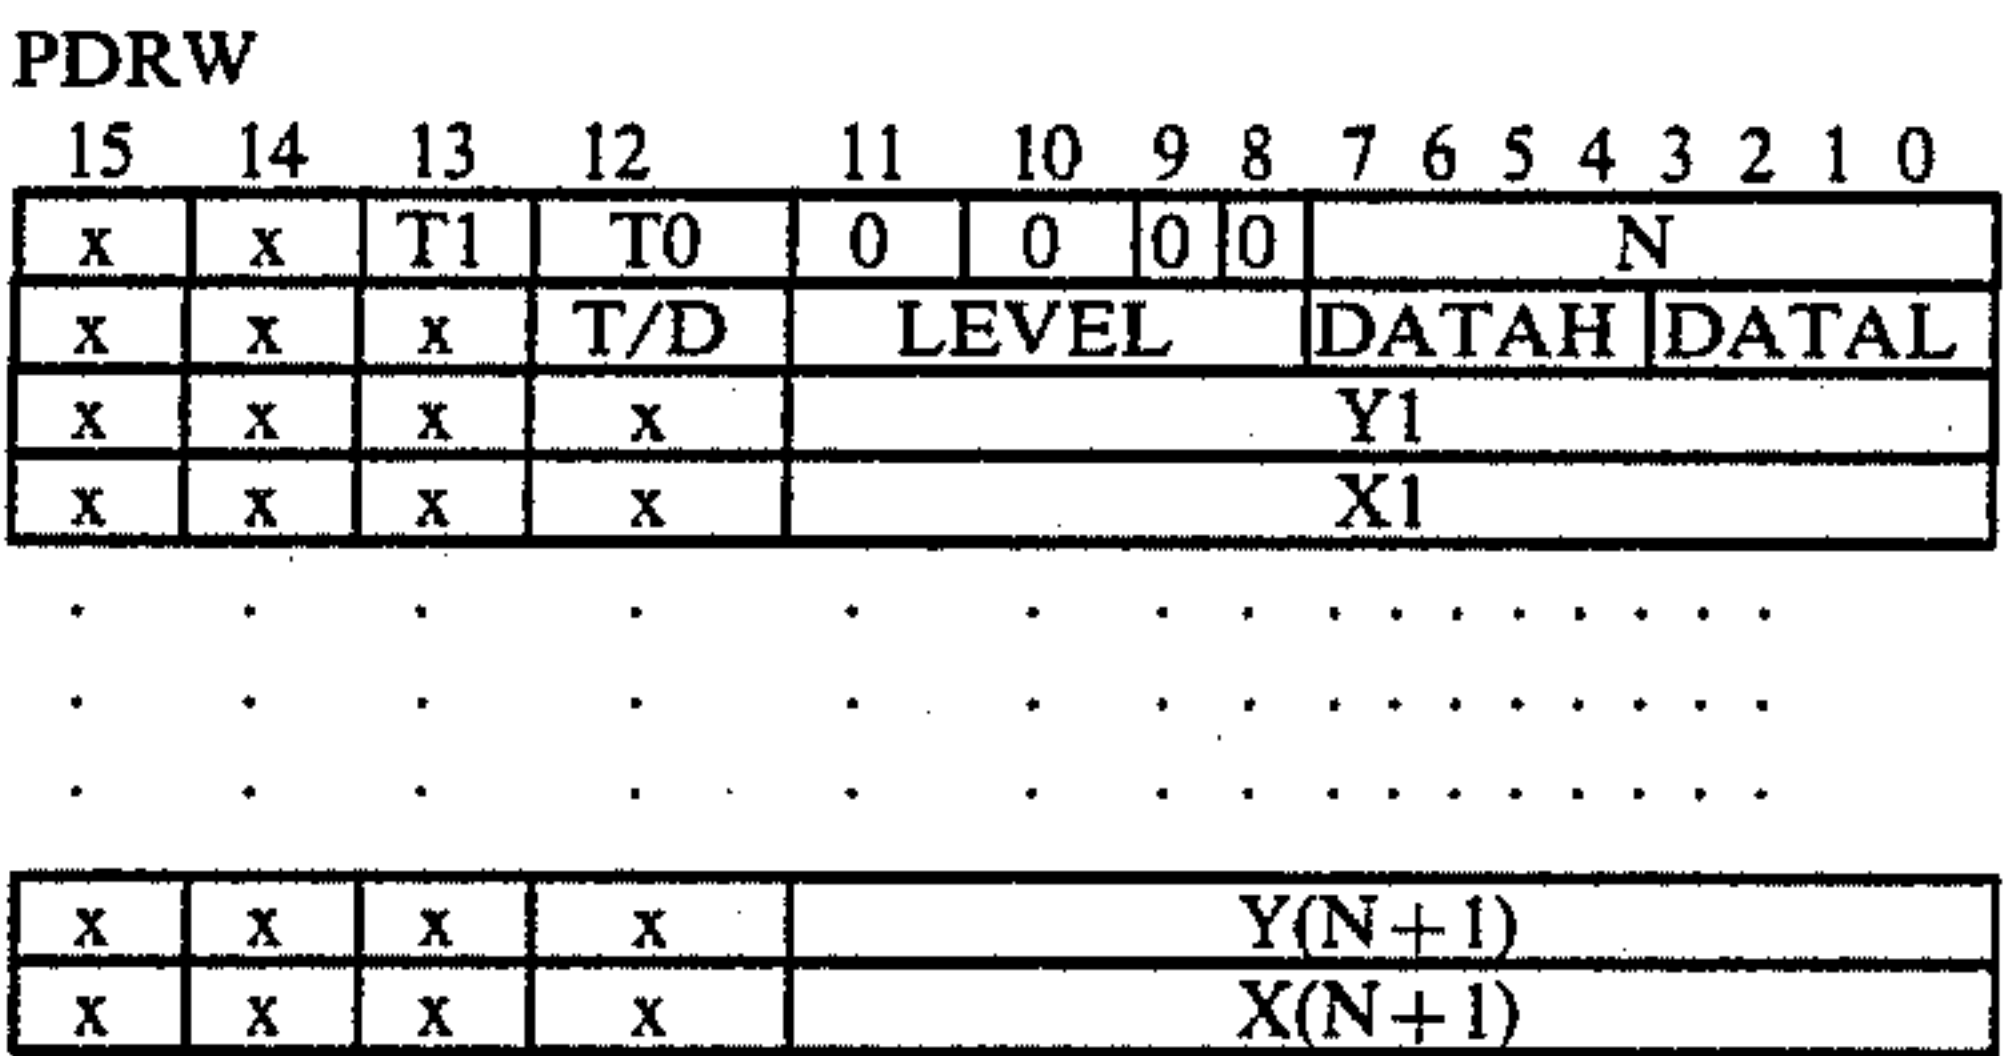 PDRW
15 14 13 12 11 10 9 8 7 6 5 4 3 2 1 0
x x T1 T0 0 0 0 0 N
x x x T/D LEVEL DATAH DATAL
x x x x Y1
x x x x X1
. . . . . . . . . . . . . . . .
. . . . . . . . . . . . . . . .
. . . . . . . . . . . . . . . .
x x x x Y(N+1)
x x x x X(N+1)